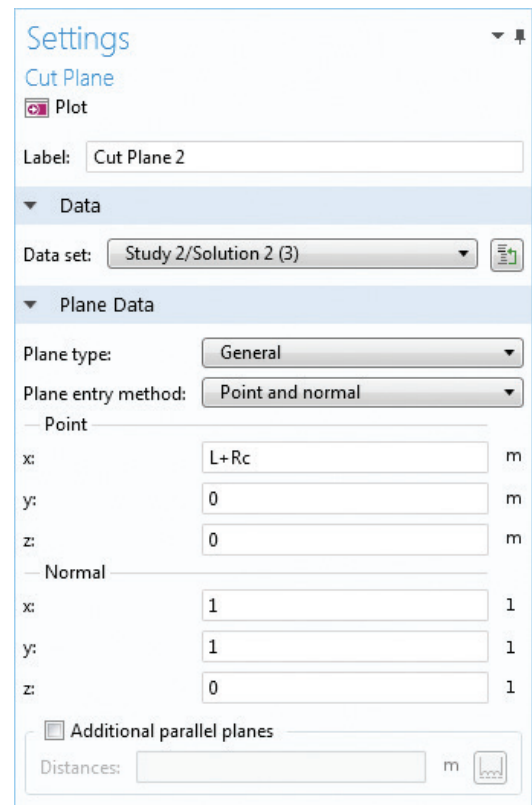 Settings
Cut Plane
Plot
Label: Cut Plane 2
Data
Data set: Study 2/Solution 2 (3)
Plane Data
Plane type: General
Plane entry method: Point and normal
Point
x: L+Rc m
y: 0 m
z: 0 m
Normal
x: 1 1
y: 1 1
z: 0 1
Additional parallel planes
Distances: m